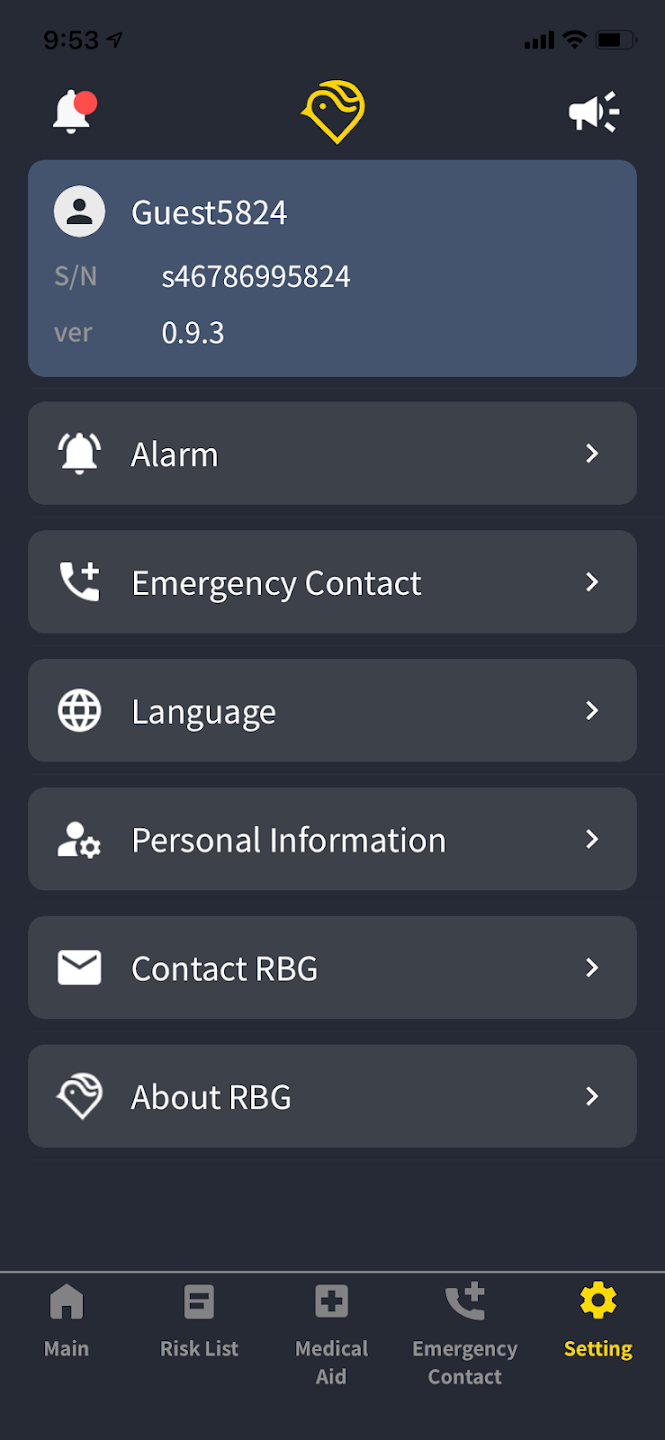 9:53
Guest5824
S/N s46786995824
ver 0.9.3
Alarm
Emergency Contact
Language
Personal Information
Contact RBG
About RBG
Main
Risk List
Medical
Aid
Emergency
Contact
Setting